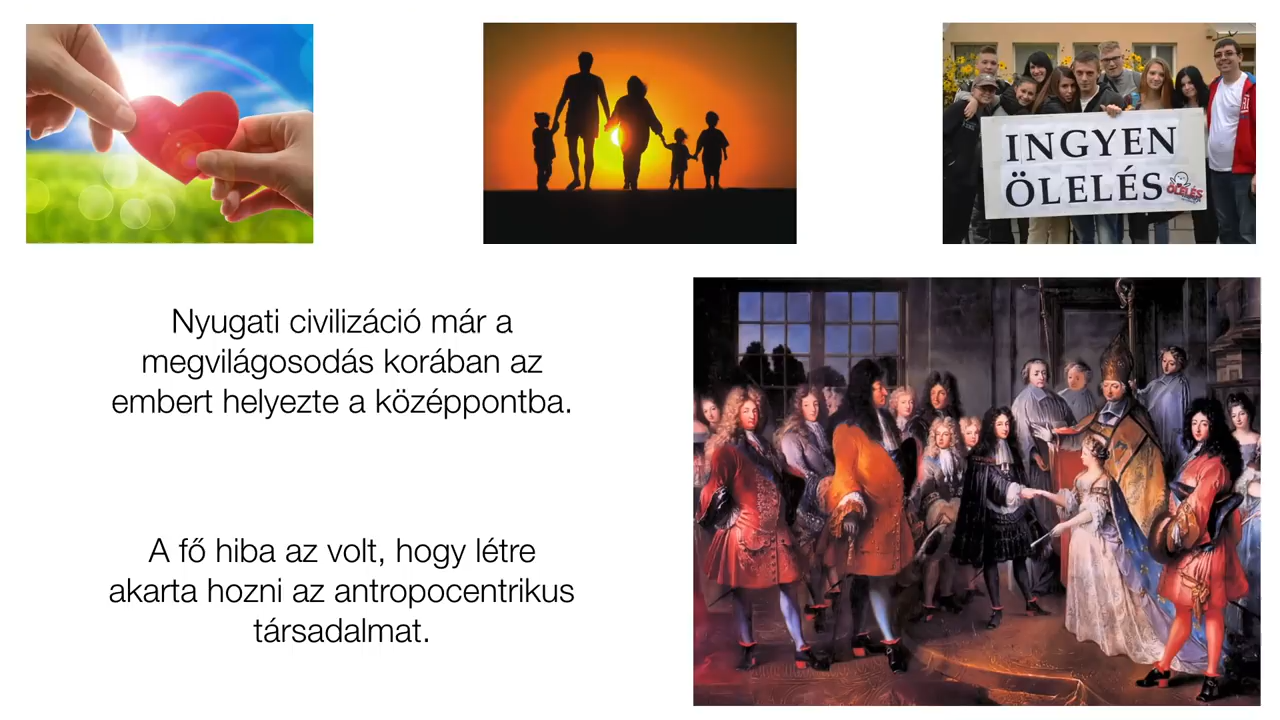 INGYEN
ÖLELÉS
ÖLELÉS
Nyugati civilizáció már a
megvilágosodás korában az
embert helyezte a középpontba.
A fő hiba az volt, hogy létre
akarta hozni az antropocentrikus
társadalmat.